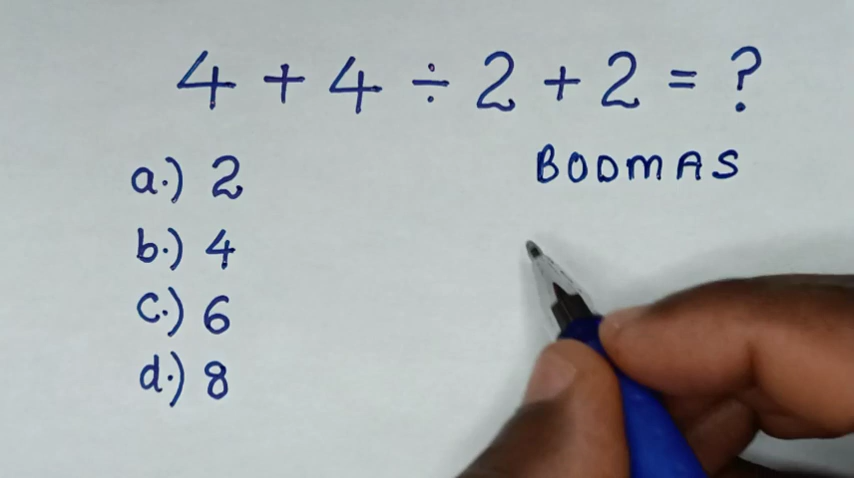 4 + 4 ÷ 2 + 2 = ?
BODMAS
a.) 2
b.) 4
c.) 6
d.) 8